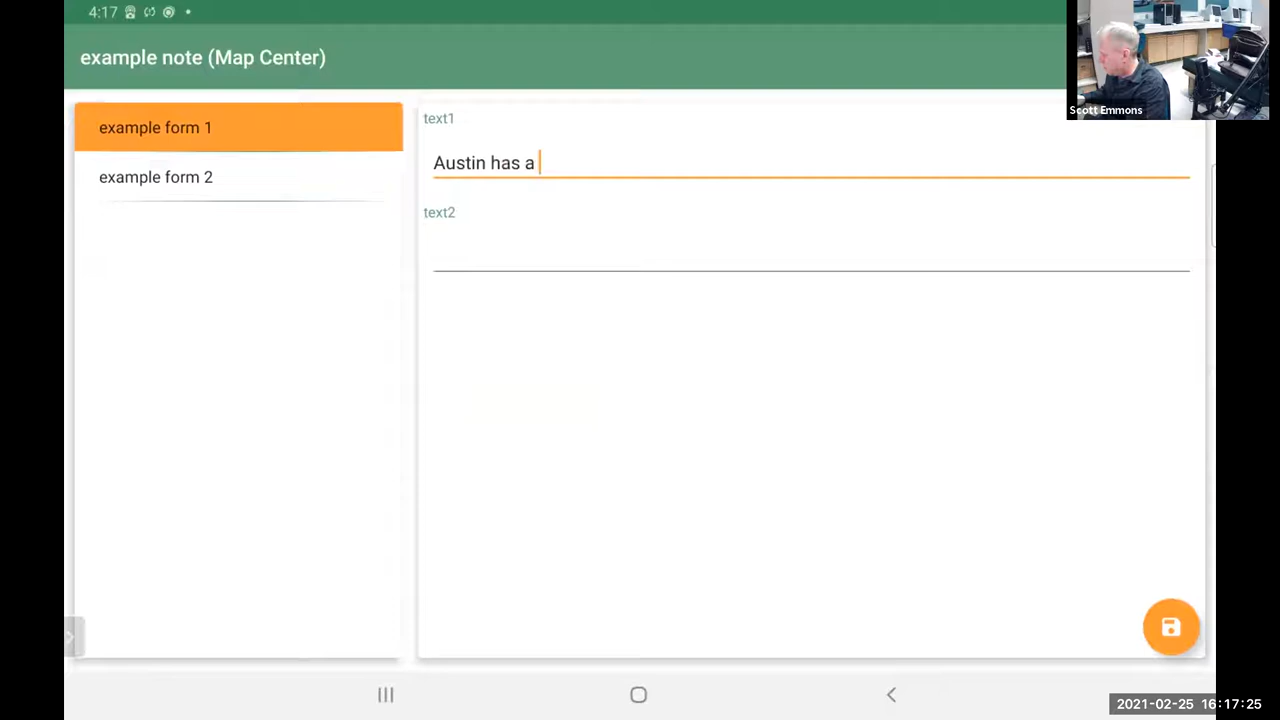 4:17
example note (Map Center)
Scott Emmons
example form 1
example form 2
text1
Austin has a
text2
2021-02-25 16:17:25